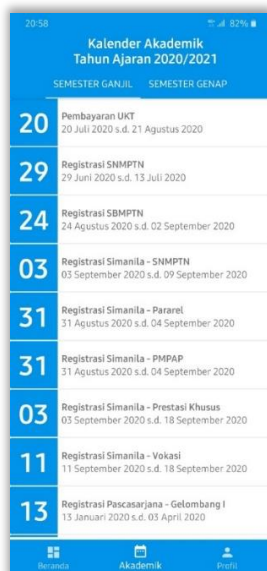 20:58
82%
Kalender Akademik
Tahun Ajaran 2020/2021
SEMESTER GANJIL SEMESTER GENAP
20 Pembayaran UKT
20 Juli 2020 s.d. 21 Agustus 2020
29 Registrasi SNMPTN
29 Juni 2020 s.d. 13 Juli 2020
24 Registrasi SBMPTN
24 Agustus 2020 s.d. 02 September 2020
03 Registrasi Simanila - SNMPTN
03 September 2020 s.d. 09 September 2020
31 Registrasi Simanila - Pararel
31 Agustus 2020 s.d. 04 September 2020
31 Registrasi Simanila - PMPAP
31 Agustus 2020 s.d. 04 September 2020
03 Registrasi Simanila - Prestasi Khusus
03 September 2020 s.d. 18 September 2020
11 Registrasi Simanila - Vokasi
11 September 2020 s.d. 18 September 2020
13 Registrasi Pascasarjana - Gelombang I
13 Januari 2020 s.d. 03 April 2020
Beranda Akademik Profil